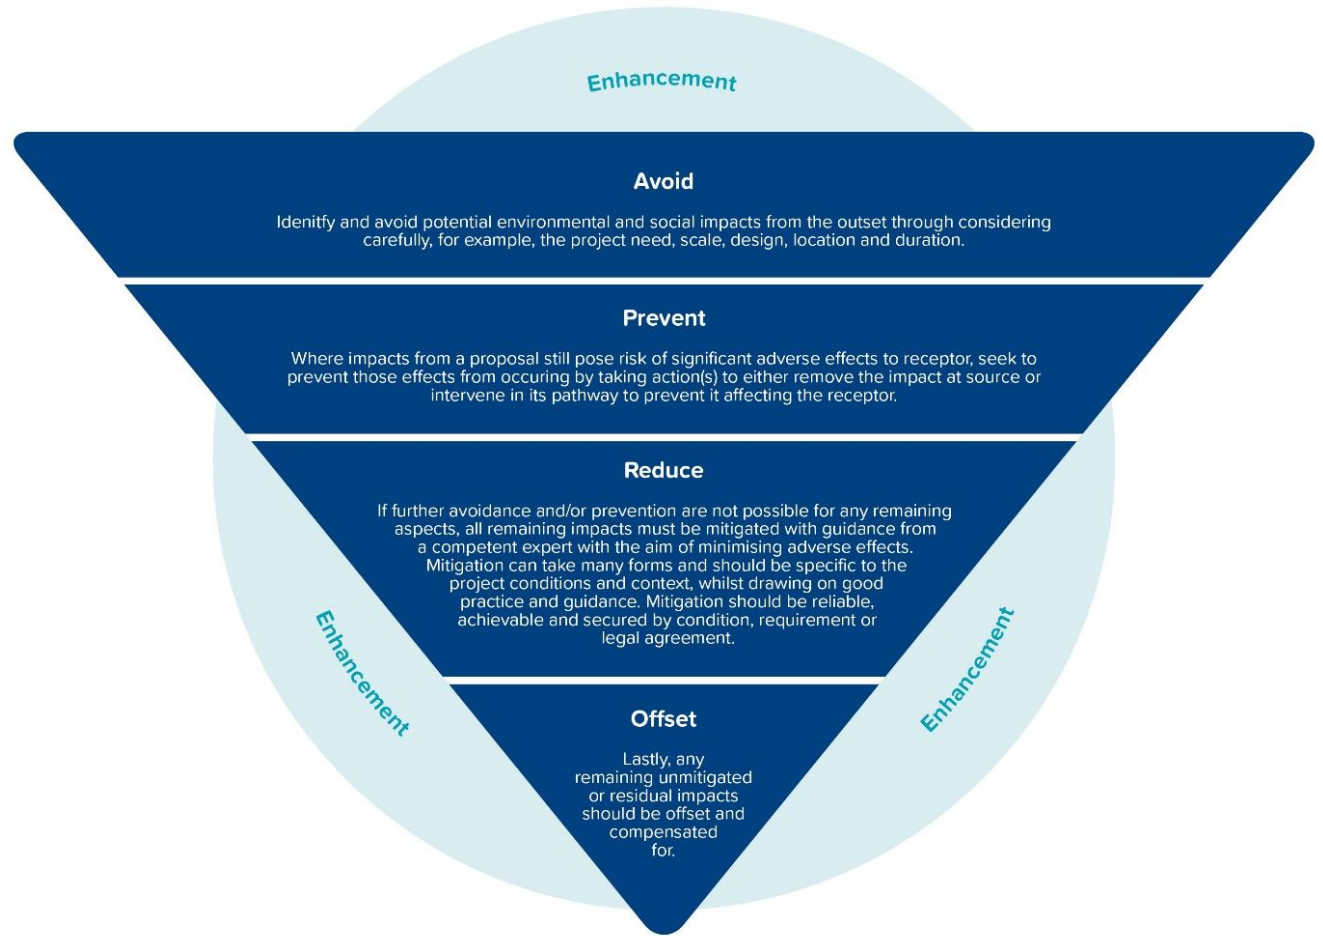 Enhancement
Avoid
Idenitfy and avoid potential environmental and social impacts from the outset through considering
carefully, for example, the project need, scale, design, location and duration.
Prevent
Where impacts from a proposal still pose risk of significant adverse effects to receptor, seek to
prevent those effects from occuring by taking action(s) to either remove the impact at source or
intervene in its pathway to prevent it affecting the receptor.
Reduce
If further avoidance and/or prevention are not possible for any remaining
aspects, all remaining impacts must be mitigated with guidance from
a competent expert with the aim of minimising adverse effects.
Mitigation can take many forms and should be specific to the
project conditions and context, whilst drawing on good
practice and guidance. Mitigation should be reliable,
achievable and secured by condition, requirement or
legal agreement.
Enhancement
Enhancement
Offset
Lastly, any
remaining unmitigated
or residual impacts
should be offset and
compensated
for.